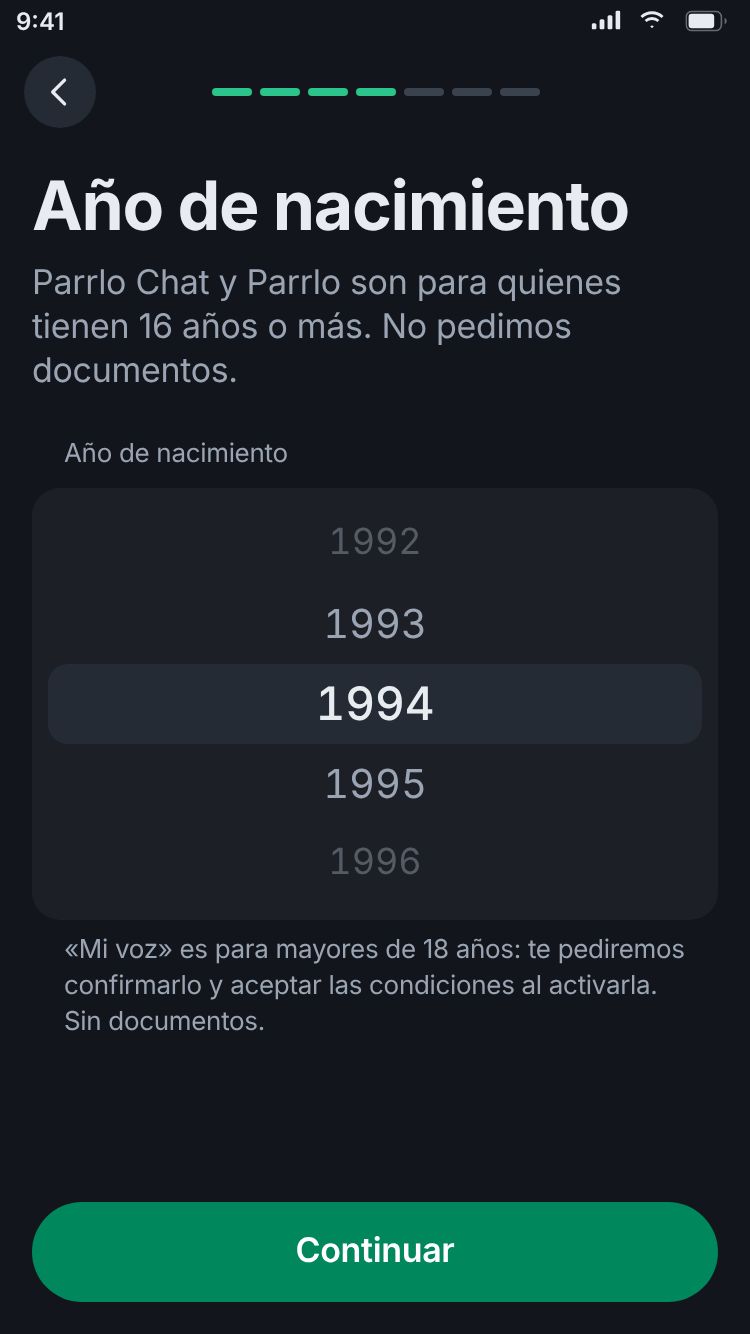 9:41
Año de nacimiento
Parrlo Chat y Parrlo son para quienes
tienen 16 años o más. No pedimos
documentos.
Año de nacimiento
1992
1993
1994
1995
1996
«Mi voz» es para mayores de 18 años: te pediremos
confirmarlo y aceptar las condiciones al activarla.
Sin documentos.
Continuar